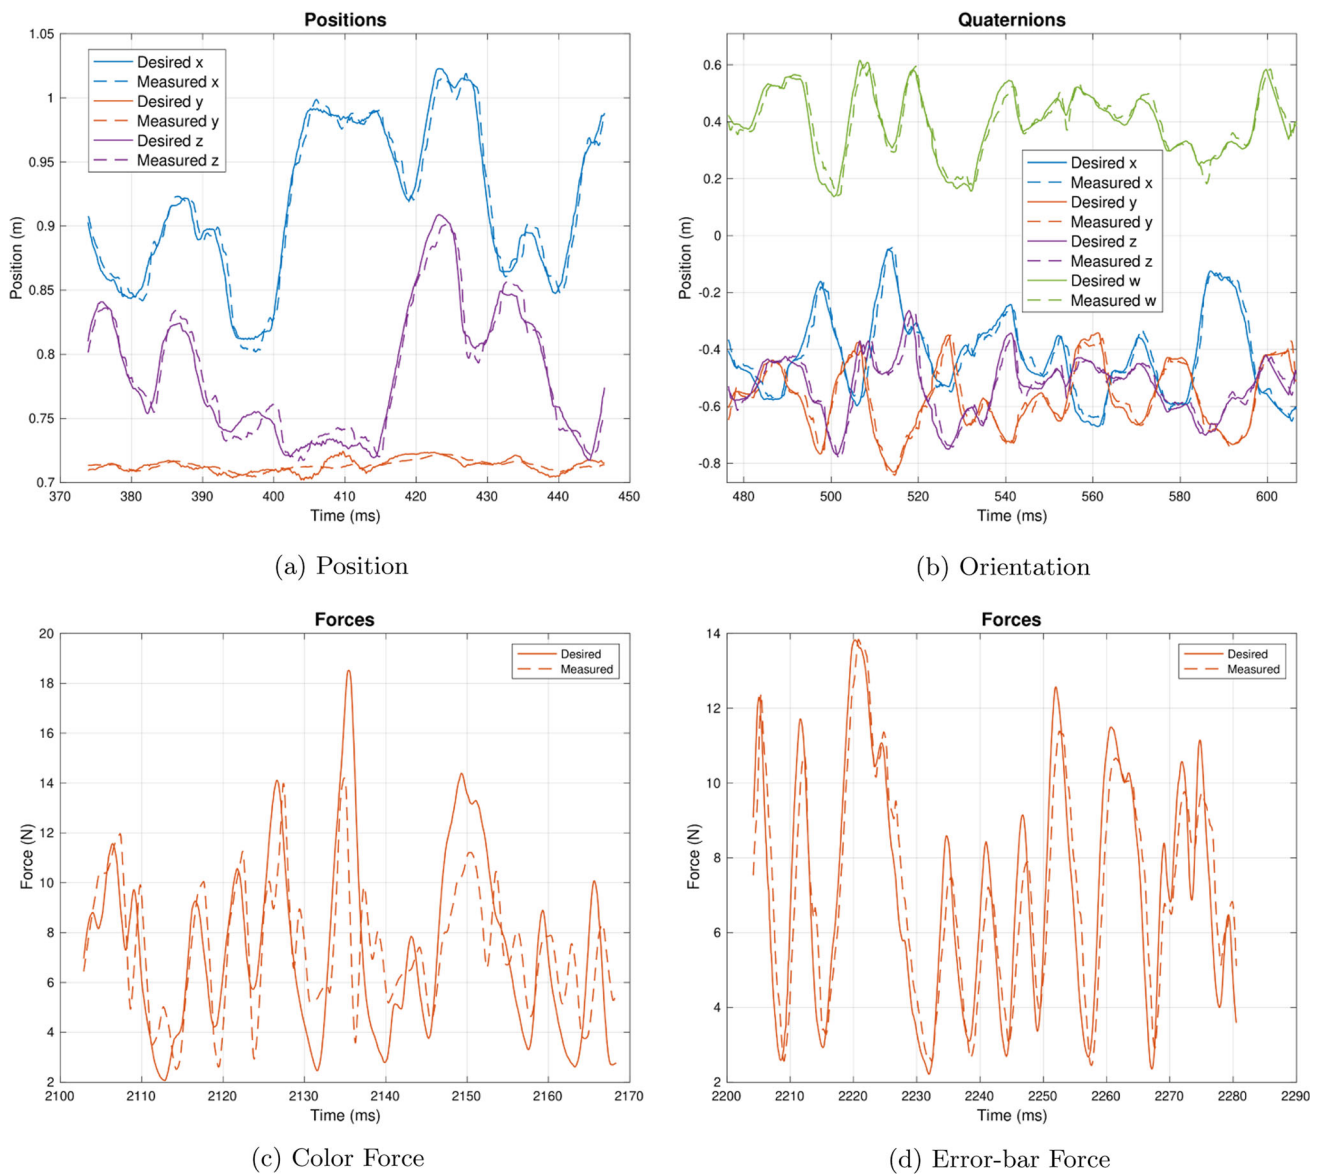 Positions
1.05
1
0.95
0.9
0.85
0.8
0.75
0.7
Position (m)
Desired x
Measured x
Desired y
Measured y
Desired z
Measured z
370 380 390 400 410 420 430 440 450
Time (ms)
(a) Position
Quaternions
0.6
0.4
0.2
0
-0.2
-0.4
-0.6
-0.8
Position (m)
Desired x
Measured x
Desired y
Measured y
Desired z
Measured z
Desired w
Measured w
480 500 520 540 560 580 600
Time (ms)
(b) Orientation
Forces
20
18
16
14
12
10
8
6
4
2
Force (N)
Desired
Measured
2100 2110 2120 2130 2140 2150 2160 2170
Time (ms)
(c) Color Force
Forces
14
12
10
8
6
4
2
Force (N)
Desired
Measured
2200 2210 2220 2230 2240 2250 2260 2270 2280 2290
Time (ms)
(d) Error-bar Force